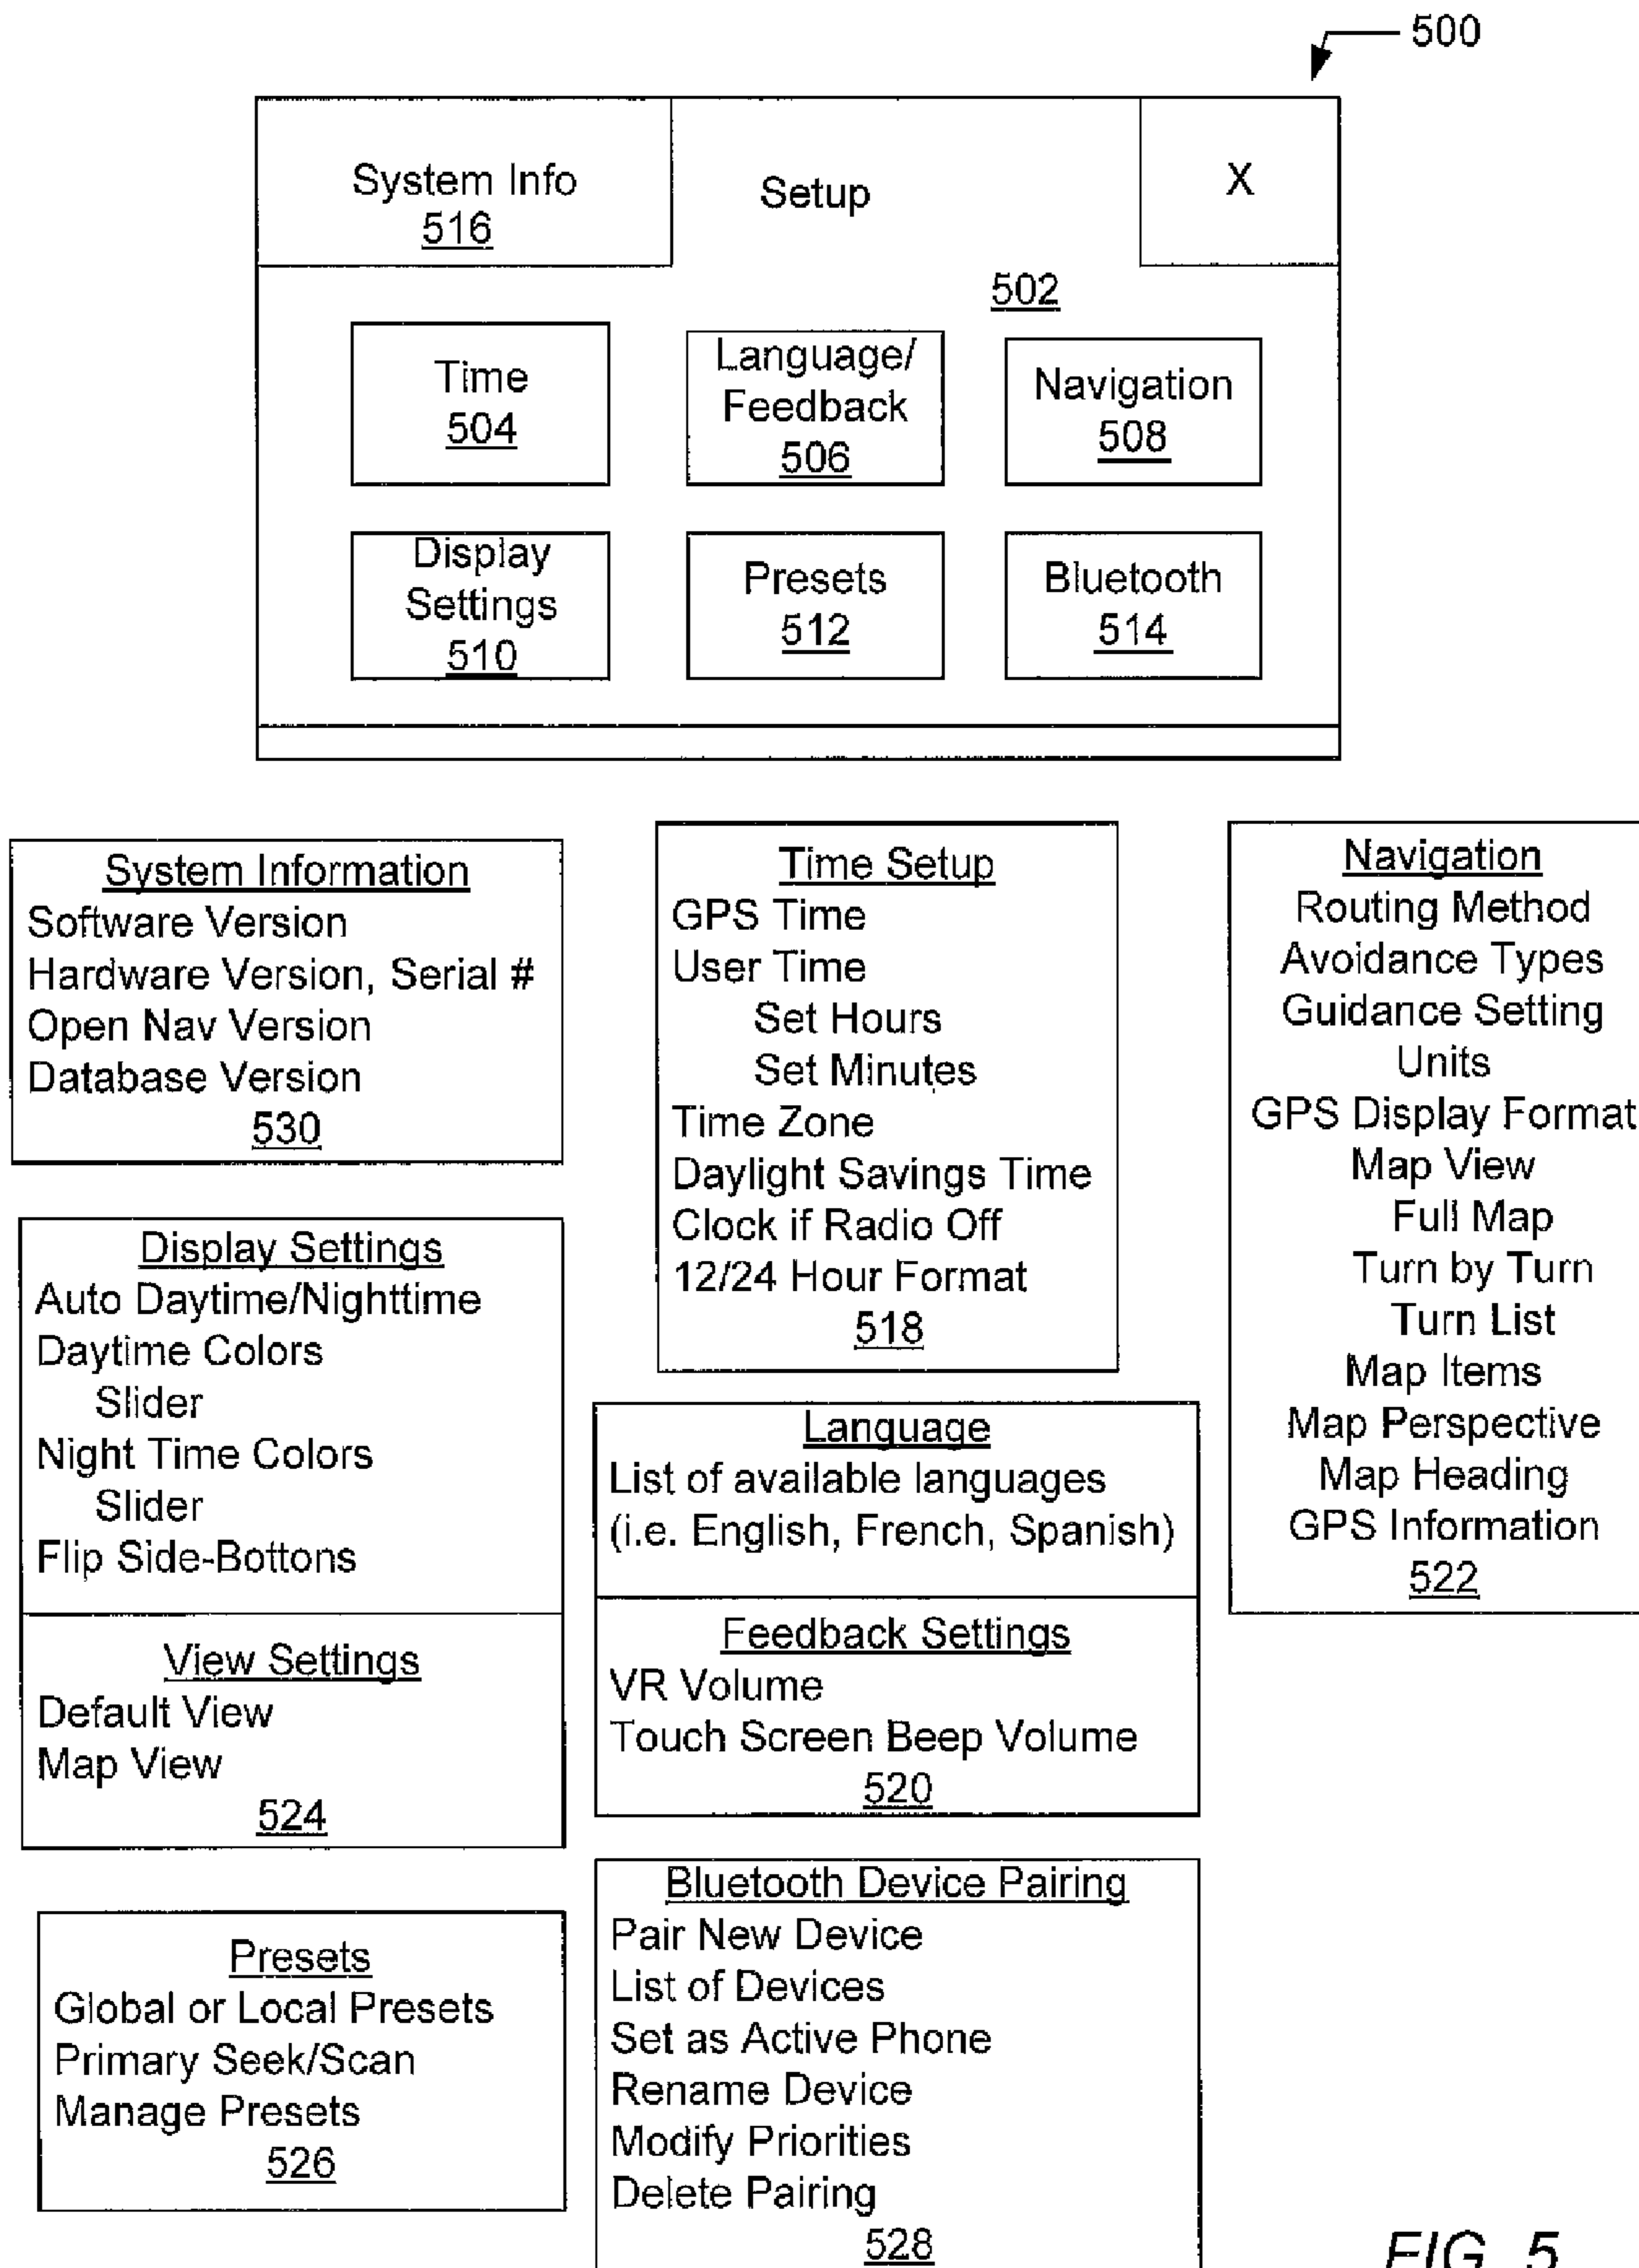 500
System Info
516
Setup
X
502
Time
504
Language/
Feedback
506
Navigation
508
Display
Settings
510
Presets
512
Bluetooth
514
System Information
Software Version
Hardware Version, Serial #
Open Nav Version
Database Version
530
Time Setup
GPS Time
User Time
Set Hours
Set Minutes
Time Zone
Daylight Savings Time
Clock if Radio Off
12/24 Hour Format
518
Navigation
Routing Method
Avoidance Types
Guidance Setting
Units
GPS Display Format
Map View
Full Map
Turn by Turn
Turn List
Map Items
Map Perspective
Map Heading
GPS Information
522
Display Settings
Auto Daytime/Nighttime
Daytime Colors
Slider
Night Time Colors
Slider
Flip Side-Bottons
View Settings
Default View
Map View
524
Language
List of available languages
(i.e. English, French, Spanish)
Feedback Settings
VR Volume
Touch Screen Beep Volume
520
Presets
Global or Local Presets
Primary Seek/Scan
Manage Presets
526
Bluetooth Device Pairing
Pair New Device
List of Devices
Set as Active Phone
Rename Device
Modify Priorities
Delete Pairing
528
FIG. 5